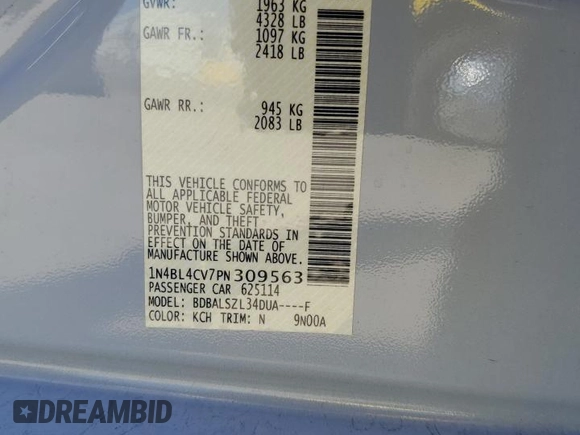 GVWR: 1963 KG
4328 LB
GAWR FR.: 1097 KG
2418 LB
GAWR RR.: 945 KG
2083 LB
THIS VEHICLE CONFORMS TO
ALL APPLICABLE FEDERAL
MOTOR VEHICLE SAFETY,
BUMPER, AND THEFT
PREVENTION STANDARDS IN
EFFECT ON THE DATE OF
MANUFACTURE SHOWN ABOVE.
1N4BL4CV7PN309563
PASSENGER CAR 625114
MODEL: BDBALSZL34DUA----F
COLOR: KCH TRIM: N 9N00A
DREAMBID